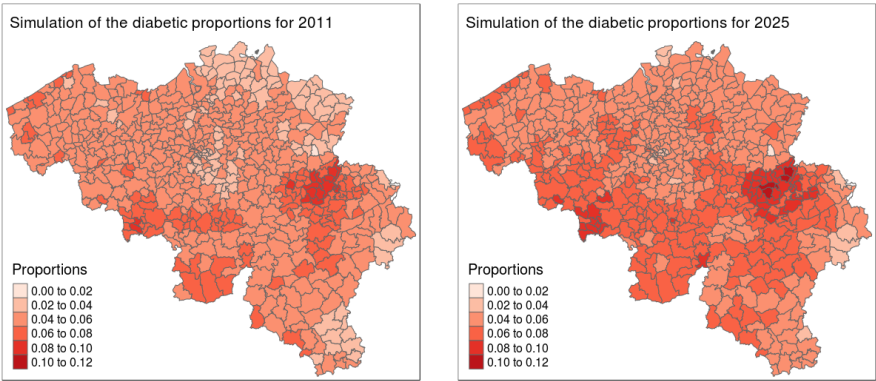 Simulation of the diabetic proportions for 2011
Proportions
0.00 to 0.02
0.02 to 0.04
0.04 to 0.06
0.06 to 0.08
0.08 to 0.10
0.10 to 0.12
Simulation of the diabetic proportions for 2025
Proportions
0.00 to 0.02
0.02 to 0.04
0.04 to 0.06
0.06 to 0.08
0.08 to 0.10
0.10 to 0.12